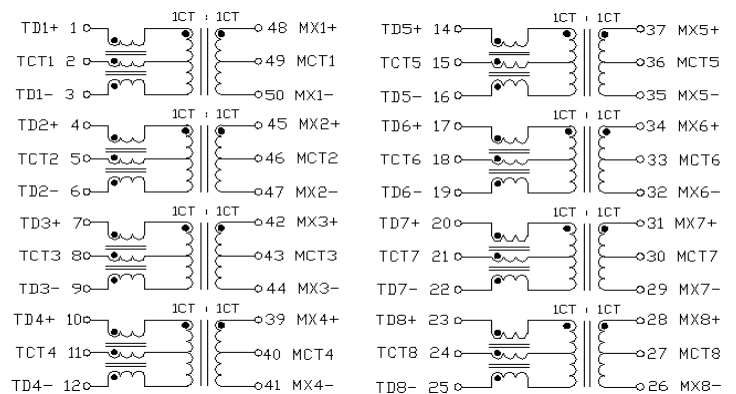 1CT : 1CT
TD1+ 1 48 MX1+
TCT1 2 49 MCT1
TD1- 3 50 MX1-
1CT : 1CT
TD2+ 4 45 MX2+
TCT2 5 46 MCT2
TD2- 6 47 MX2-
1CT : 1CT
TD3+ 7 42 MX3+
TCT3 8 43 MCT3
TD3- 9 44 MX3-
1CT : 1CT
TD4+ 10 39 MX4+
TCT4 11 40 MCT4
TD4- 12 41 MX4-
1CT : 1CT
TD5+ 14 37 MX5+
TCT5 15 36 MCT5
TD5- 16 35 MX5-
1CT : 1CT
TD6+ 17 34 MX6+
TCT6 18 33 MCT6
TD6- 19 32 MX6-
1CT : 1CT
TD7+ 20 31 MX7+
TCT7 21 30 MCT7
TD7- 22 29 MX7-
1CT : 1CT
TD8+ 23 28 MX8+
TCT8 24 27 MCT8
TD8- 25 26 MX8-